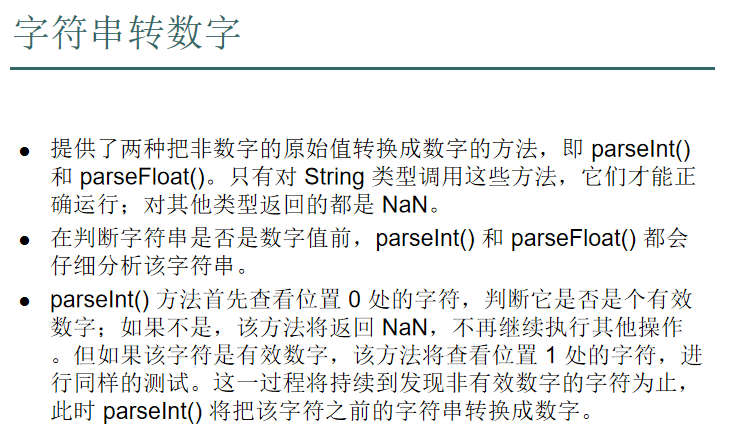 字符串转数字
● 提供了两种把非数字的原始值转换成数字的方法，即 parseInt()
和 parseFloat()。只有对 String 类型调用这些方法，它们才能正
确运行；对其他类型返回的都是 NaN。
● 在判断字符串是否是数字值前，parseInt() 和 parseFloat() 都会
仔细分析该字符串。
● parseInt() 方法首先查看位置 0 处的字符，判断它是否是个有效
数字；如果不是，该方法将返回 NaN，不再继续执行其他操作
。但如果该字符是有效数字，该方法将查看位置 1 处的字符，进
行同样的测试。这一过程将持续到发现非有效数字的字符为止，
此时 parseInt() 将把该字符之前的字符串转换成数字。